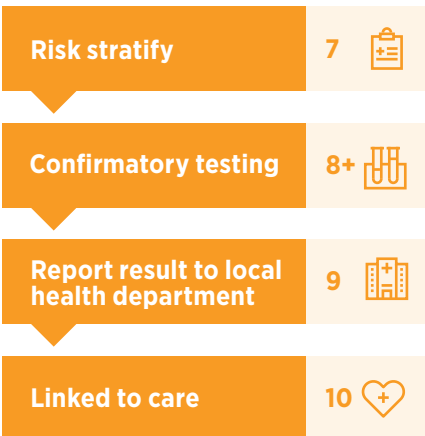 Risk stratify 7
Confirmatory testing 8+
Report result to local
health department 9
Linked to care 10